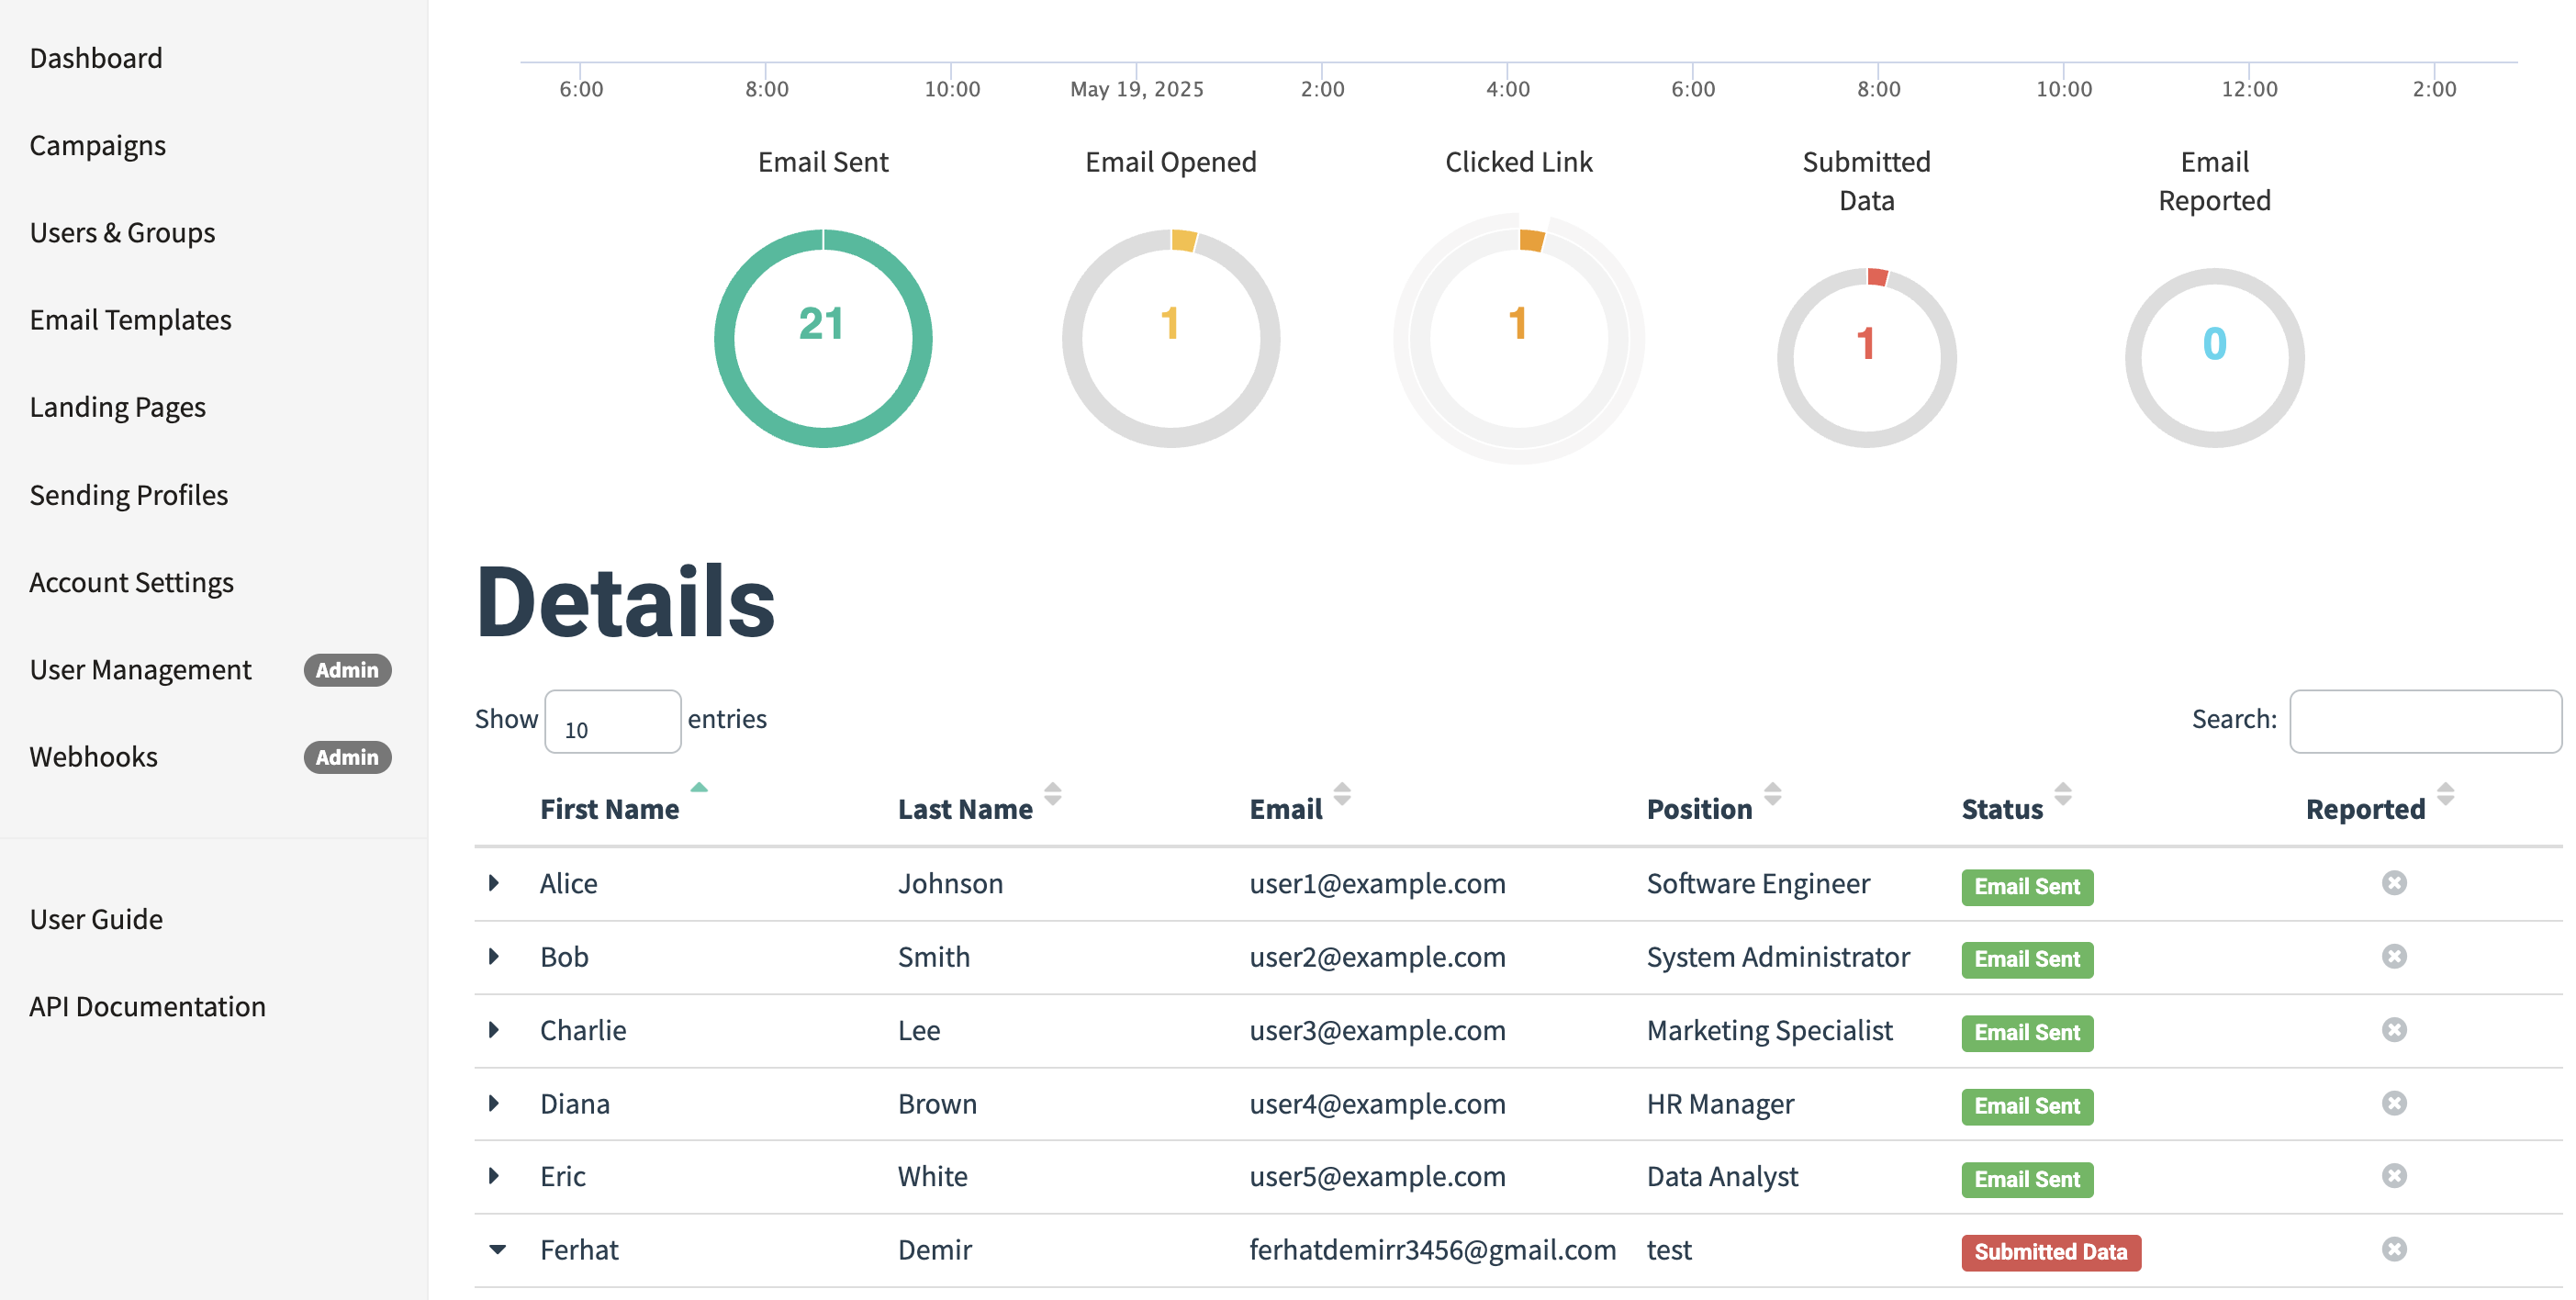 Dashboard
Campaigns
Users & Groups
Email Templates
Landing Pages
Sending Profiles
Account Settings
User Management Admin
Webhooks Admin
User Guide
API Documentation
6:00 8:00 10:00 May 19, 2025 2:00 4:00 6:00 8:00 10:00 12:00 2:00
Email Sent
21
Email Opened
1
Clicked Link
1
Submitted
Data
1
Email
Reported
0
Details
Show 10 entries
Search:
First Name Last Name Email Position Status Reported
Alice Johnson user1@example.com Software Engineer Email Sent
Bob Smith user2@example.com System Administrator Email Sent
Charlie Lee user3@example.com Marketing Specialist Email Sent
Diana Brown user4@example.com HR Manager Email Sent
Eric White user5@example.com Data Analyst Email Sent
Ferhat Demir ferhatdemirr3456@gmail.com test Submitted Data